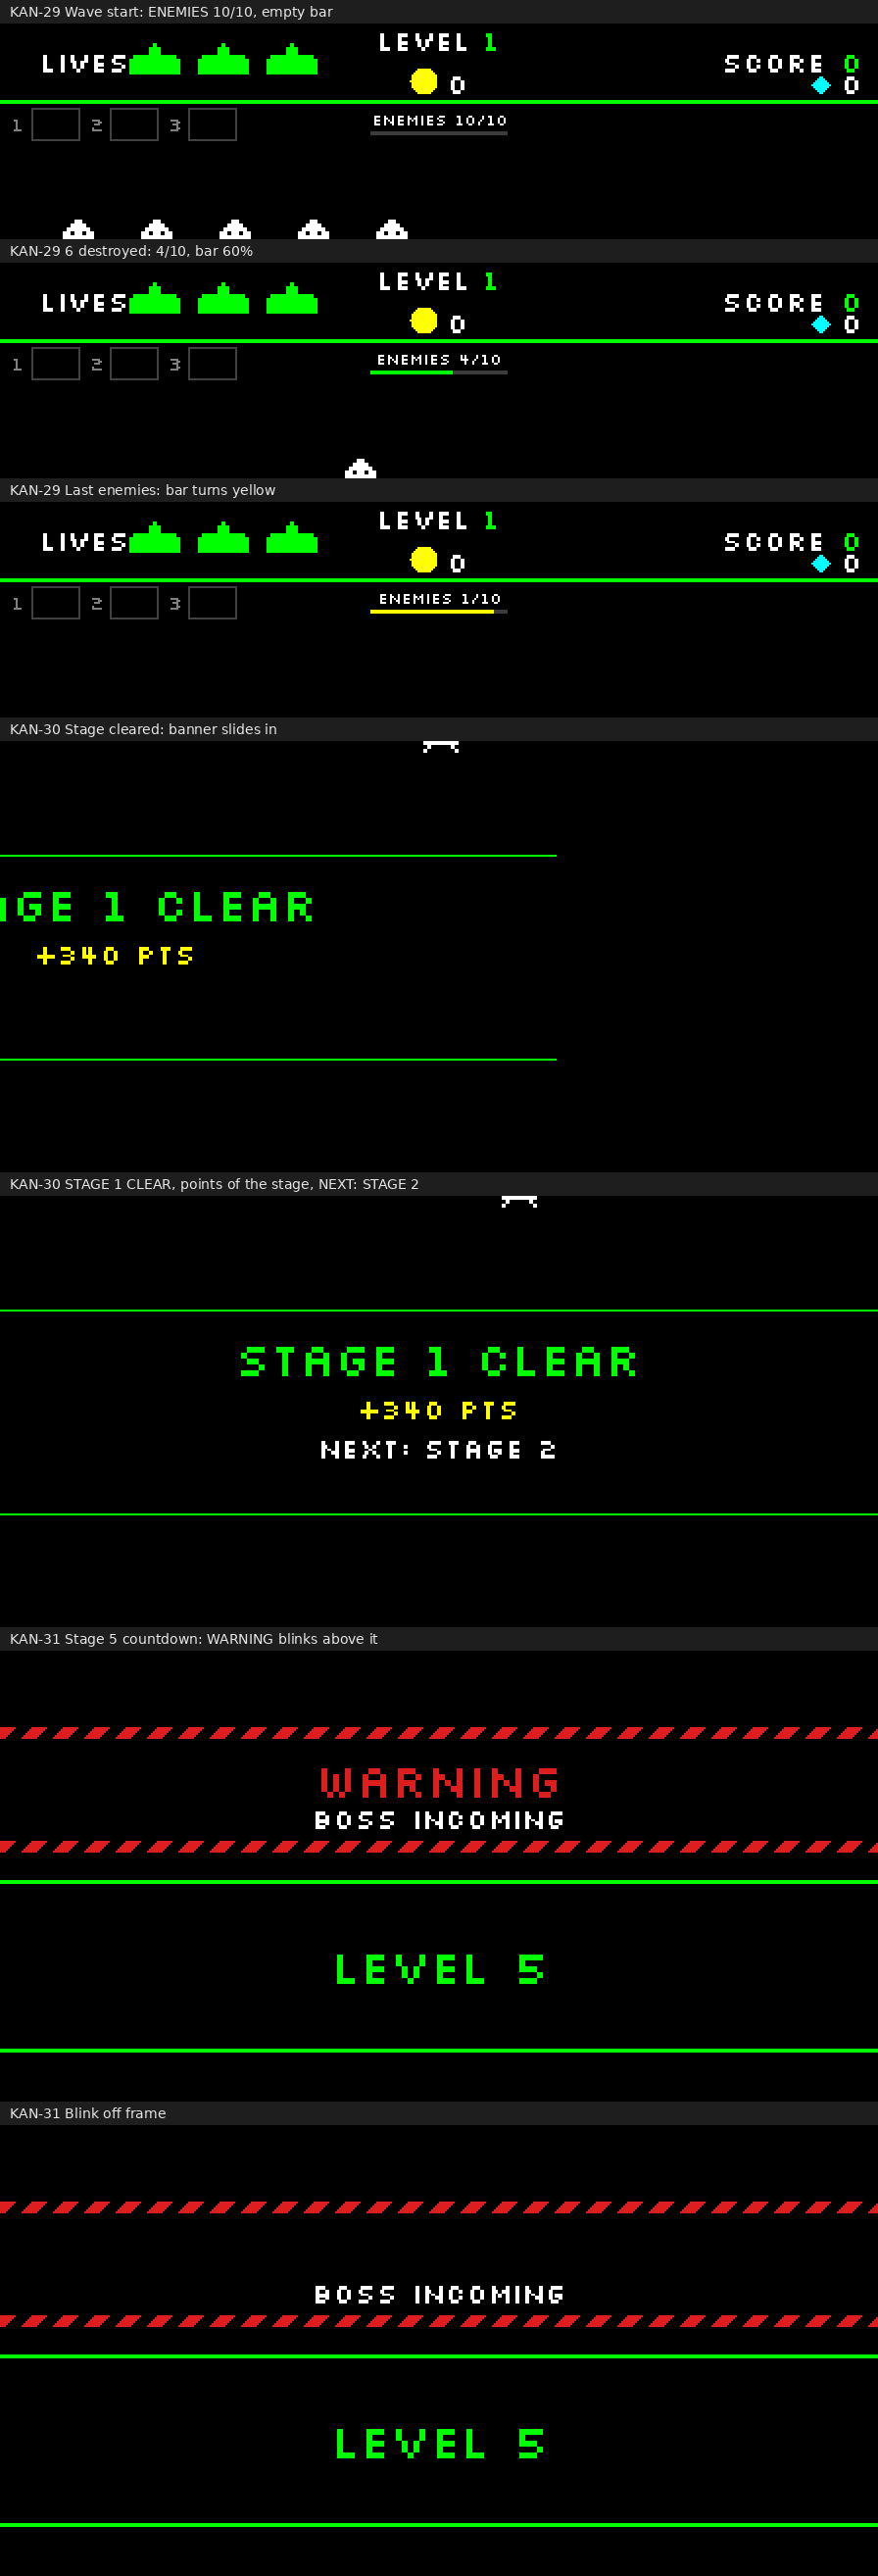 KAN-29 Wave start: ENEMIES 10/10, empty bar
LEVEL 1
LIVES
SCORE 0
0
0
1 2 3
ENEMIES 10/10
KAN-29 6 destroyed: 4/10, bar 60%
LEVEL 1
LIVES
SCORE 0
0
0
1 2 3
ENEMIES 4/10
KAN-29 Last enemies: bar turns yellow
LEVEL 1
LIVES
SCORE 0
0
0
1 2 3
ENEMIES 1/10
KAN-30 Stage cleared: banner slides in
GE 1 CLEAR
+340 PTS
KAN-30 STAGE 1 CLEAR, points of the stage, NEXT: STAGE 2
STAGE 1 CLEAR
+340 PTS
NEXT: STAGE 2
KAN-31 Stage 5 countdown: WARNING blinks above it
WARNING
BOSS INCOMING
LEVEL 5
KAN-31 Blink off frame
BOSS INCOMING
LEVEL 5